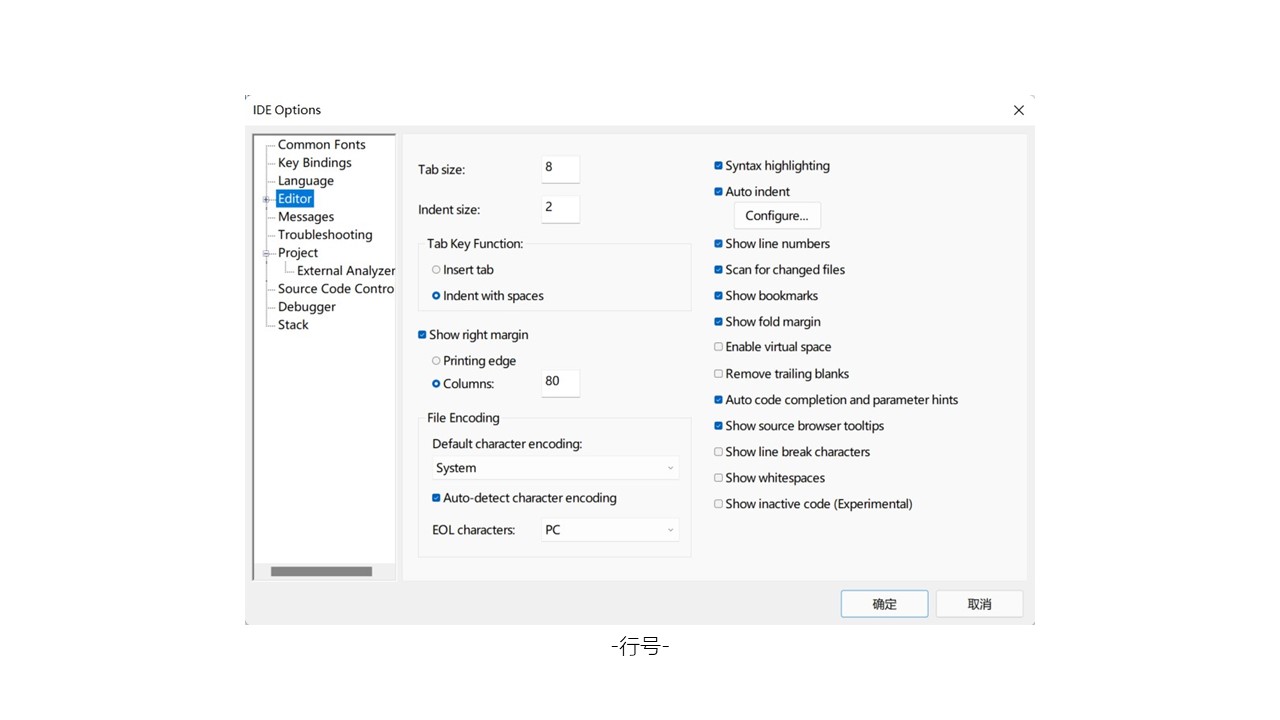 IDE Options
Common Fonts
Key Bindings
Language
Editor
Messages
Troubleshooting
Project
External Analyzer
Source Code Contro
Debugger
Stack
Tab size:
8
Indent size:
2
Tab Key Function:
Insert tab
Indent with spaces
Show right margin
Printing edge
Columns:
80
File Encoding
Default character encoding:
System
Auto-detect character encoding
EOL characters:
PC
Syntax highlighting
Auto indent
Configure...
Show line numbers
Scan for changed files
Show bookmarks
Show fold margin
Enable virtual space
Remove trailing blanks
Auto code completion and parameter hints
Show source browser tooltips
Show line break characters
Show whitespaces
Show inactive code (Experimental)
确定
取消
-行号-